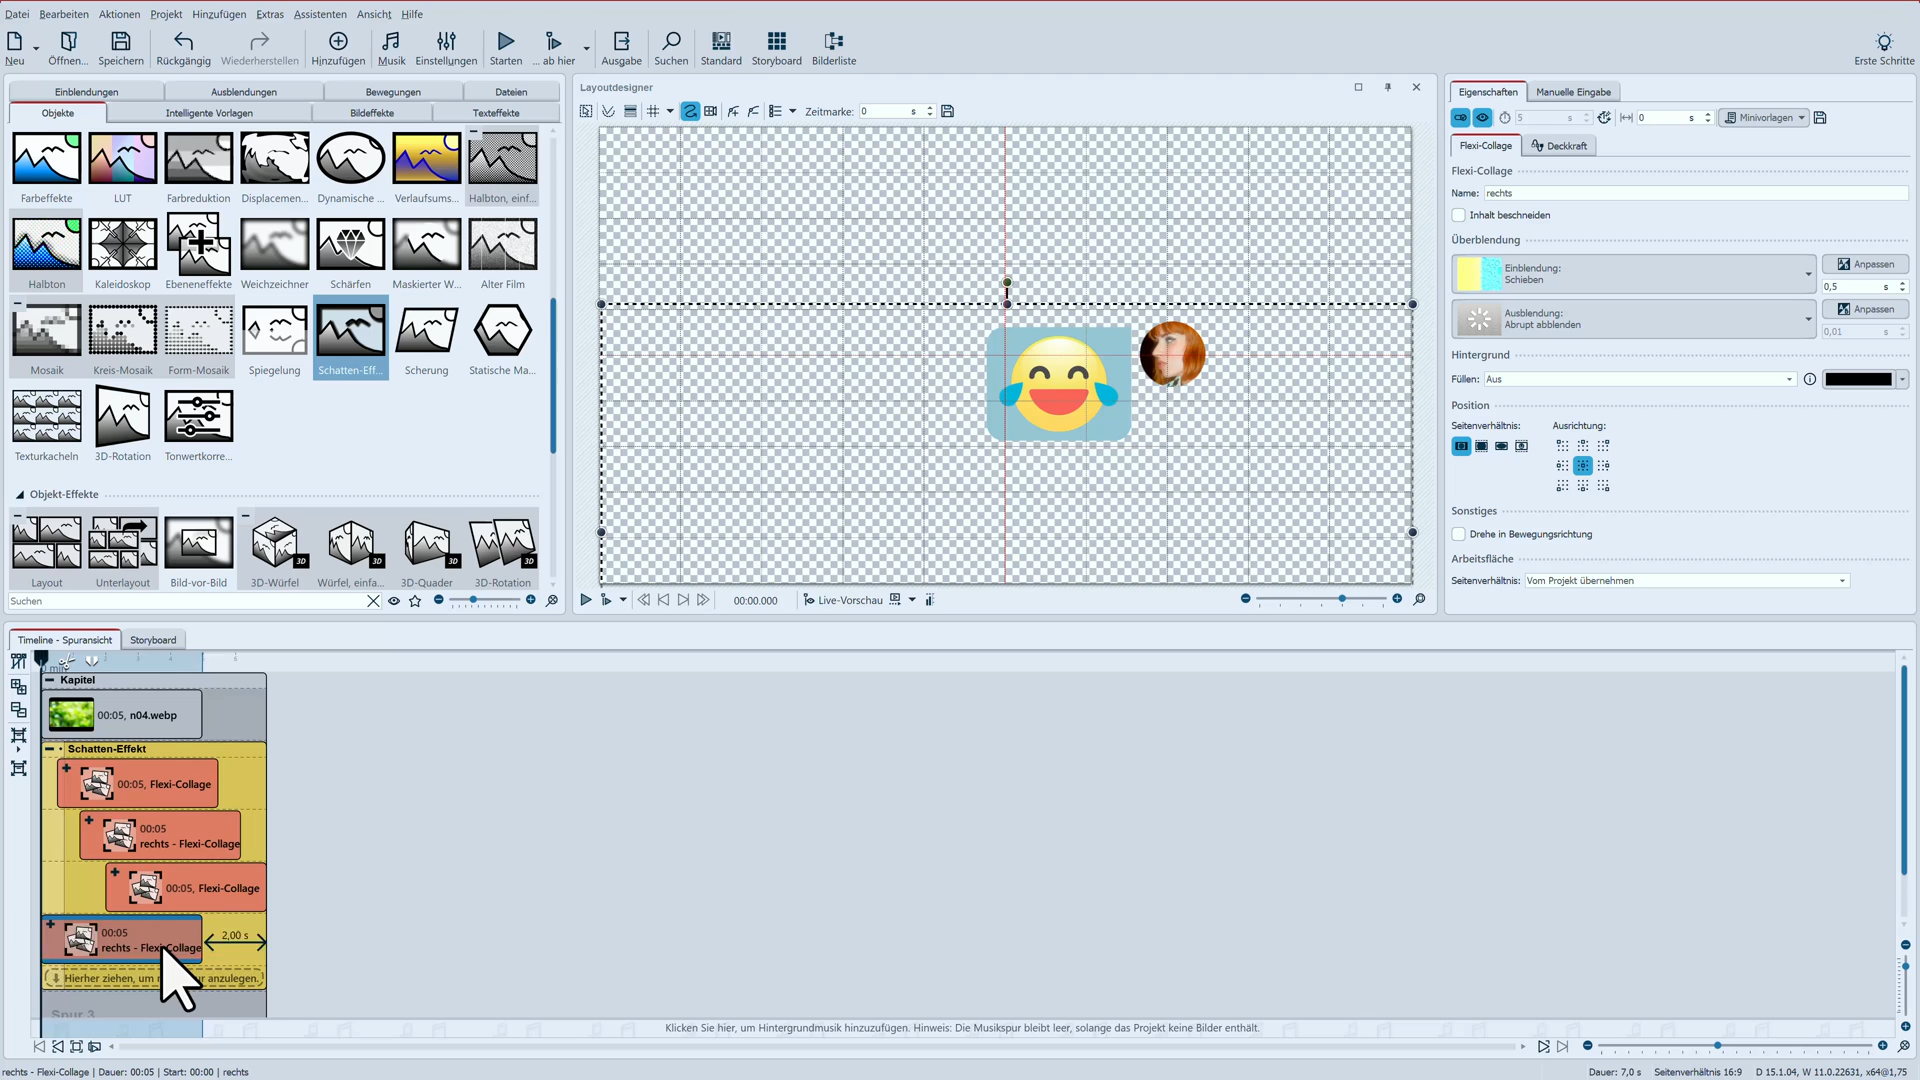 Datei Bearbeiten Aktionen Projekt Hinzufügen Extras Assistenten Ansicht Hilfe
Neu Öffnen... Speichern Rückgängig Wiederherstellen Hinzufügen Musik Einstellungen Starten ... ab hier Ausgabe Suchen Standard Storyboard Bilderliste Erste Schritte
Einblendungen Ausblendungen Bewegungen Dateien
Objekte Intelligente Vorlagen Bildeffekte Texteffekte
Farbeffekte LUT Farbreduktion Displacemen... Dynamische ... Verlaufsums... Halbton, einf...
Halbton Kaleidoskop Ebeneneffekte Weichzeichner Schärfen Maskierter W... Alter Film
Mosaik Kreis-Mosaik Form-Mosaik Spiegelung Schatten-Eff... Scherung Statische Ma...
Texturkacheln 3D-Rotation Tonwertkorre...
Objekt-Effekte
3D 3D 3D 3D
Layout Unterlayout Bild-vor-Bild 3D-Würfel Würfel, einfa... 3D-Quader 3D-Rotation
Suchen
Layoutdesigner
Zeitmarke: 0 s
00:00.000 Live-Vorschau
Eigenschaften Manuelle Eingabe
5 s 0 s Minivorlagen
Flexi-Collage Deckkraft
Flexi-Collage
Name: rechts
Inhalt beschneiden
Überblendung
Einblendung:
Schieben
Anpassen
0,5 s
Ausblendung:
Abrupt abblenden
Anpassen
0,01 s
Hintergrund
Füllen: Aus
Position
Seitenverhältnis: Ausrichtung:
Sonstiges
Drehe in Bewegungsrichtung
Arbeitsfläche
Seitenverhältnis: Vom Projekt übernehmen
Timeline - Spuransicht Storyboard
Kapitel
00:05, n04.webp
Schatten-Effekt
00:05, Flexi-Collage
00:05
rechts - Flexi-Collage
00:05, Flexi-Collage
00:05
rechts - Flexi-Collage
2,00 s
Hierher ziehen, um anzulegen.
Spur 3
Klicken Sie hier, um Hintergrundmusik hinzuzufügen. Hinweis: Die Musikspur bleibt leer, solange das Projekt keine Bilder enthält.
rechts - Flexi-Collage | Dauer: 00:05 | Start: 00:00 | rechts
Dauer: 7,0 s Seitenverhältnis 16:9 D 15.1.04, W 11.0.22631, x64@1,75